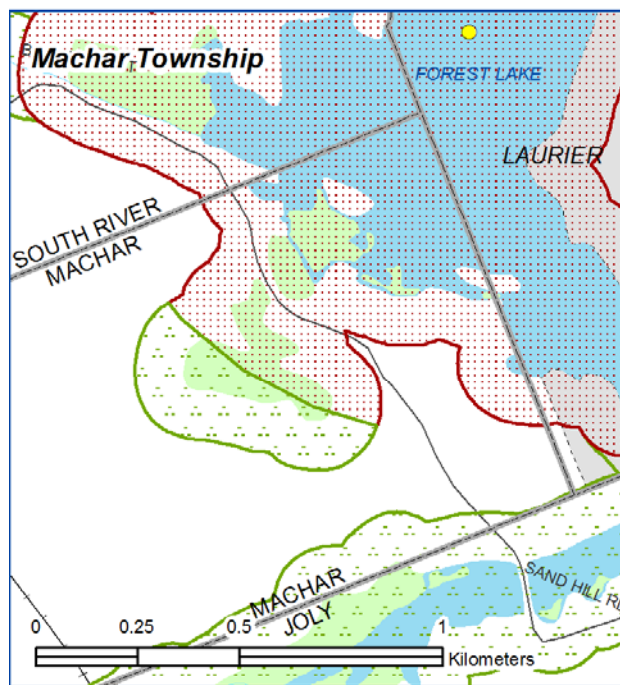 Machar Township
FOREST LAKE
LAURIER
SOUTH RIVER
MACHAR
MACHAR
JOLY
SAND HILL RD
0 0.25 0.5 1
Kilometers